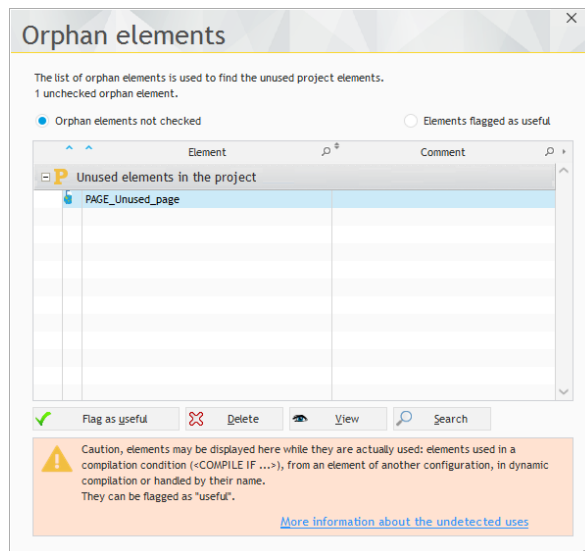 Orphan elements
The list of orphan elements is used to find the unused project elements.
1 unchecked orphan element.
Orphan elements not checked
Elements flagged as useful
Element
Comment
P Unused elements in the project
PAGE_Unused_page
Flag as useful
Delete
View
Search
Caution, elements may be displayed here while they are actually used: elements used in a
compilation condition (<COMPILE IF ...>), from an element of another configuration, in dynamic
compilation or handled by their name.
They can be flagged as "useful".
More information about the undetected uses